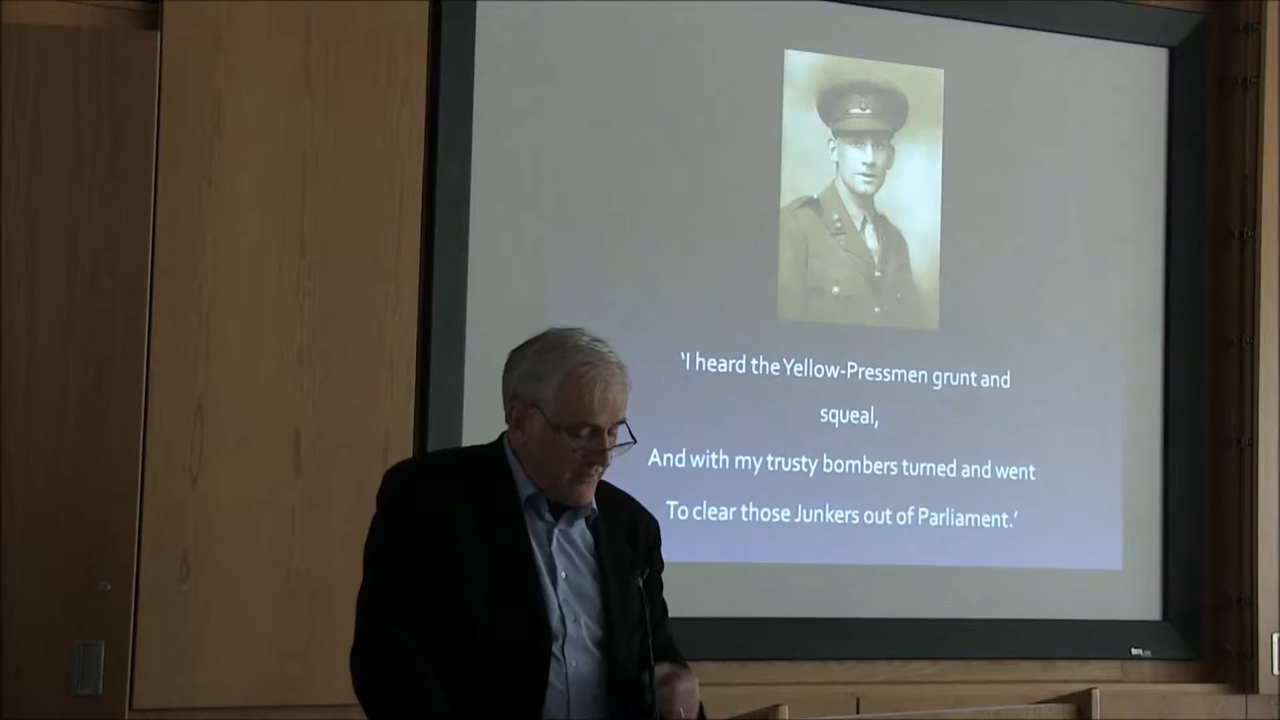 ‘I heard the Yellow-Pressmen grunt and
squeal,
And with my trusty bombers turned and went
To clear those Junkers out of Parliament.’